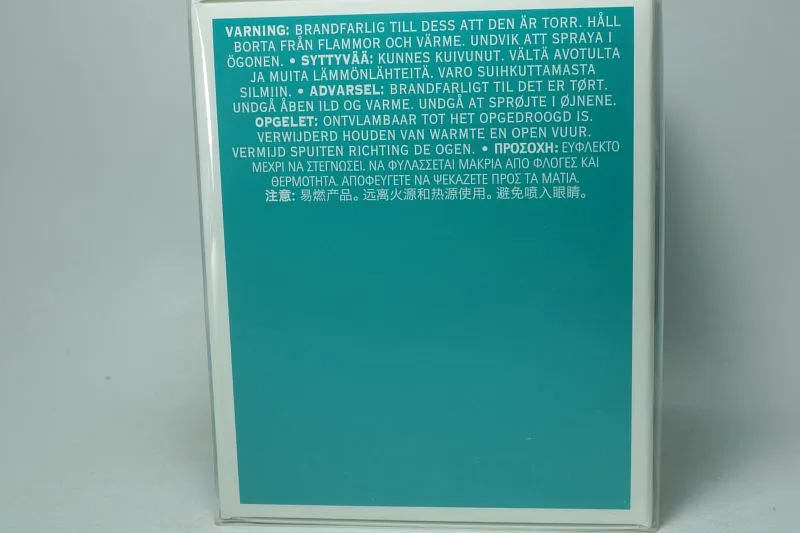 VARNING: BRANDFARLIG TILL DESS ATT DEN ÄR TORR. HÅLL
BORTA FRÅN FLAMMOR OCH VÄRME. UNDVIK ATT SPRAYA I
ÖGONEN. • SYTTYVÄÄ: KUNNES KUIVUNUT. VÄLTÄ AVOTULTA
JA MUITA LÄMMÖNLÄHTEITÄ. VARO SUIHKUTTAMASTA
SILMIIN. • ADVARSEL: BRANDFARLIGT TIL DET ER TØRT.
UNDGÅ ÅBEN ILD OG VARME. UNDGÅ AT SPRØJTE I ØJNENE.
OPGELET: ONTVLAMBAAR TOT HET OPGEDROOGD IS.
VERWIJDERD HOUDEN VAN WARMTE EN OPEN VUUR.
VERMIJD SPUITEN RICHTING DE OGEN. • ΠΡΟΣΟΧΗ: ΕΥΦΛΕΚΤΟ
ΜΕΧΡΙ ΝΑ ΣΤΕΓΝΩΣΕΙ. ΝΑ ΦΥΛΑΣΣΕΤΑΙ ΜΑΚΡΙΑ ΑΠΟ ΦΛΟΓΕΣ ΚΑΙ
ΘΕΡΜΟΤΗΤΑ. ΑΠΟΦΕΥΓΕΤΕ ΝΑ ΨΕΚΑΖΕΤΕ ΠΡΟΣ ΤΑ ΜΑΤΙΑ.
注意: 易燃产品。远离火源和热源使用。避免喷入眼睛。